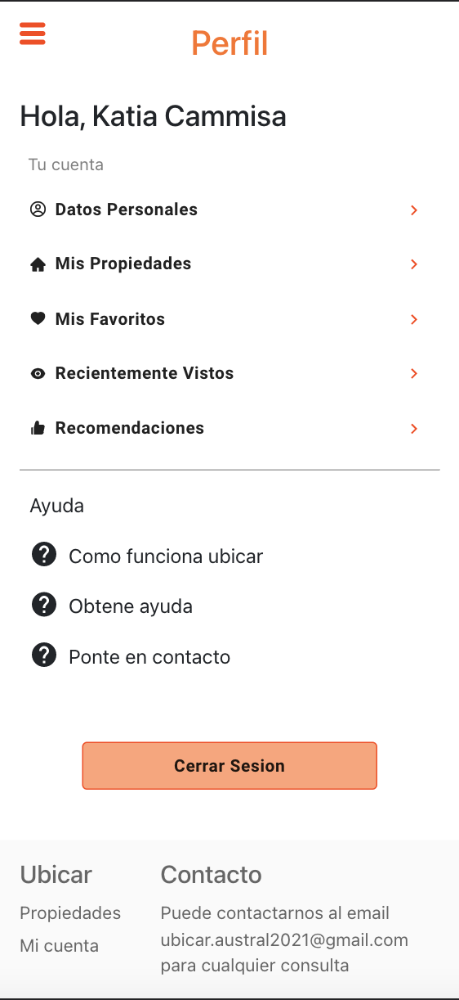 Perfil
Hola, Katia Cammisa
Tu cuenta
Datos Personales
Mis Propiedades
Mis Favoritos
Recientemente Vistos
Recomendaciones
Ayuda
Como funciona ubicar
Obtene ayuda
Ponte en contacto
Cerrar Sesion
Ubicar
Propiedades
Mi cuenta
Contacto
Puede contactarnos al email
ubicar.austral2021@gmail.com
para cualquier consulta